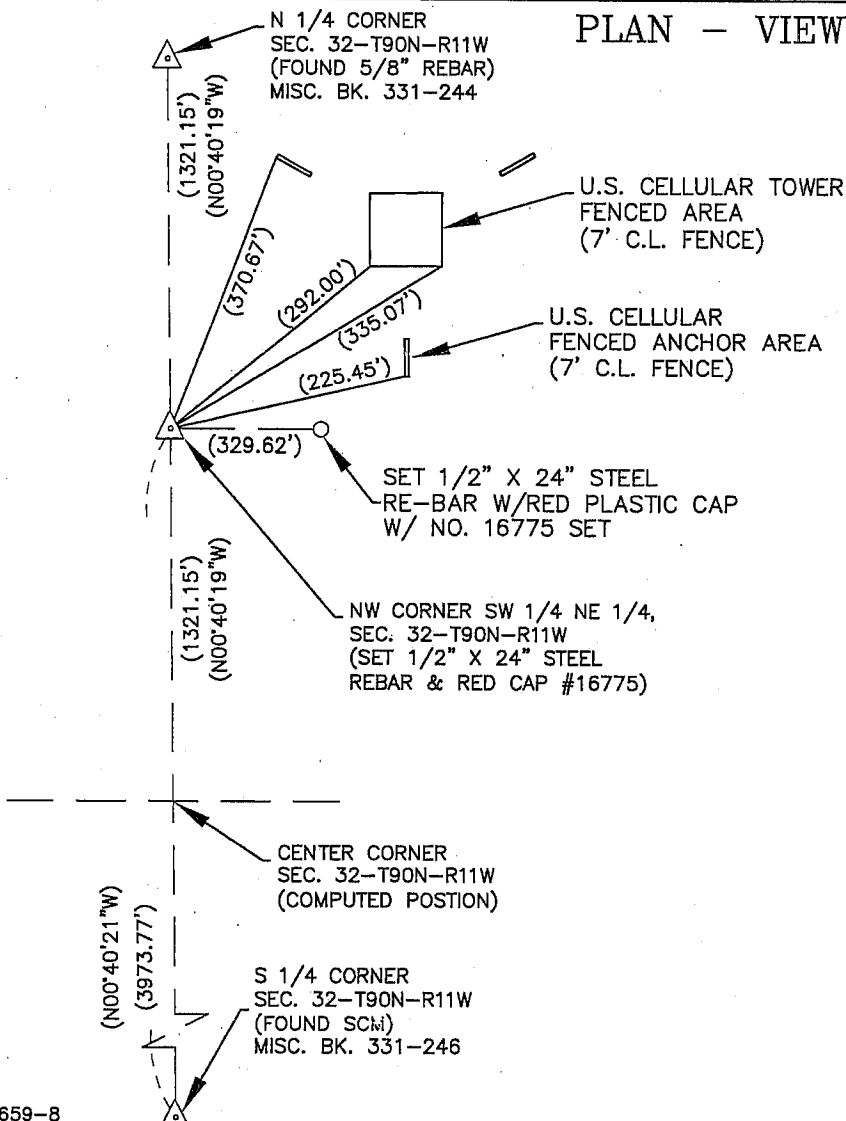 PLAN - VIEW
N 1/4 CORNER
SEC. 32-T90N-R11W
(FOUND 5/8" REBAR)
MISC. BK. 331-244
(1321.15')
(N00°40'19"W)
U.S. CELLULAR TOWER
FENCED AREA
(7' C.L. FENCE)
(370.67')
(292.00')
(335.07')
U.S. CELLULAR
FENCED ANCHOR AREA
(7' C.L. FENCE)
(225.45')
(329.62')
SET 1/2" X 24" STEEL
RE-BAR W/RED PLASTIC CAP
W/ NO. 16775 SET
(1321.15')
(N00°40'19"W)
NW CORNER SW 1/4 NE 1/4,
SEC. 32-T90N-R11W
(SET 1/2" X 24" STEEL
REBAR & RED CAP #16775)
CENTER CORNER
SEC. 32-T90N-R11W
(COMPUTED POSTION)
(N00°40'21"W)
(3973.77')
S 1/4 CORNER
SEC. 32-T90N-R11W
(FOUND SCM)
MISC. BK. 331-246
659-8